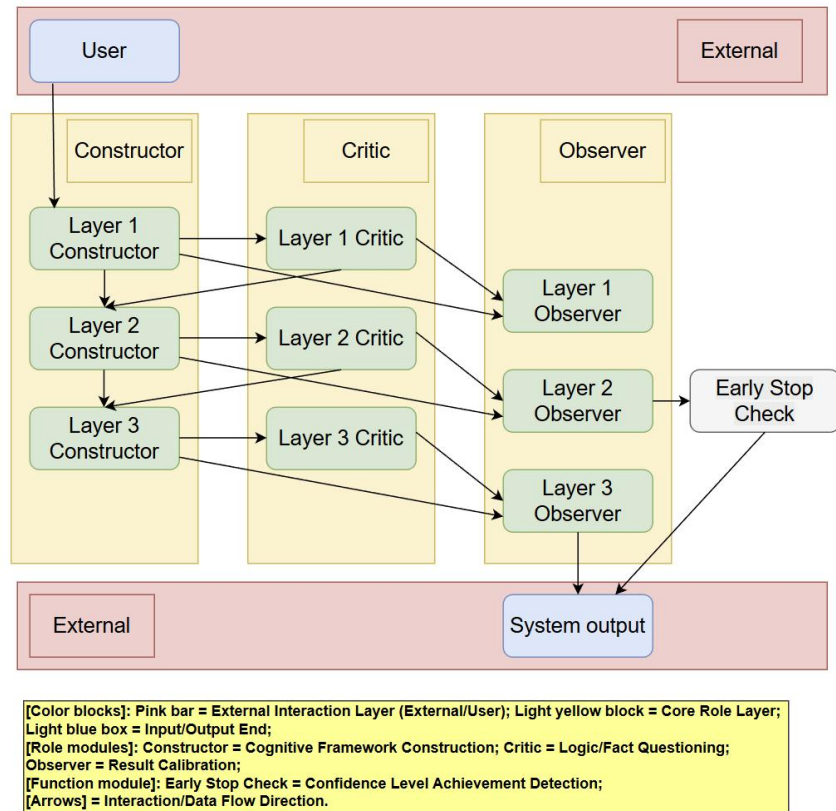 User
External
Constructor
Critic
Observer
Layer 1
Constructor
Layer 1 Critic
Layer 1
Observer
Layer 2
Constructor
Layer 2 Critic
Layer 2
Observer
Early Stop
Check
Layer 3
Constructor
Layer 3 Critic
Layer 3
Observer
External
System output
[Color blocks]: Pink bar = External Interaction Layer (External/User); Light yellow block = Core Role Layer;
Light blue box = Input/Output End;
[Role modules]: Constructor = Cognitive Framework Construction; Critic = Logic/Fact Questioning;
Observer = Result Calibration;
[Function module]: Early Stop Check = Confidence Level Achievement Detection;
[Arrows] = Interaction/Data Flow Direction.